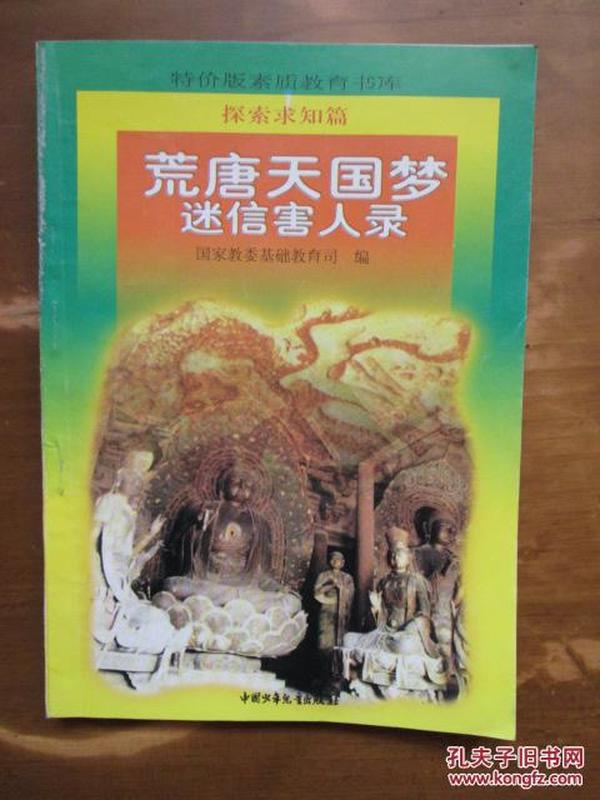 特价版素质教育书库
探索求知篇
荒唐天国梦
迷信害人录
国家教委基础教育司 编
中国少年儿童出版社
孔夫子旧书网
www.kongfz.com